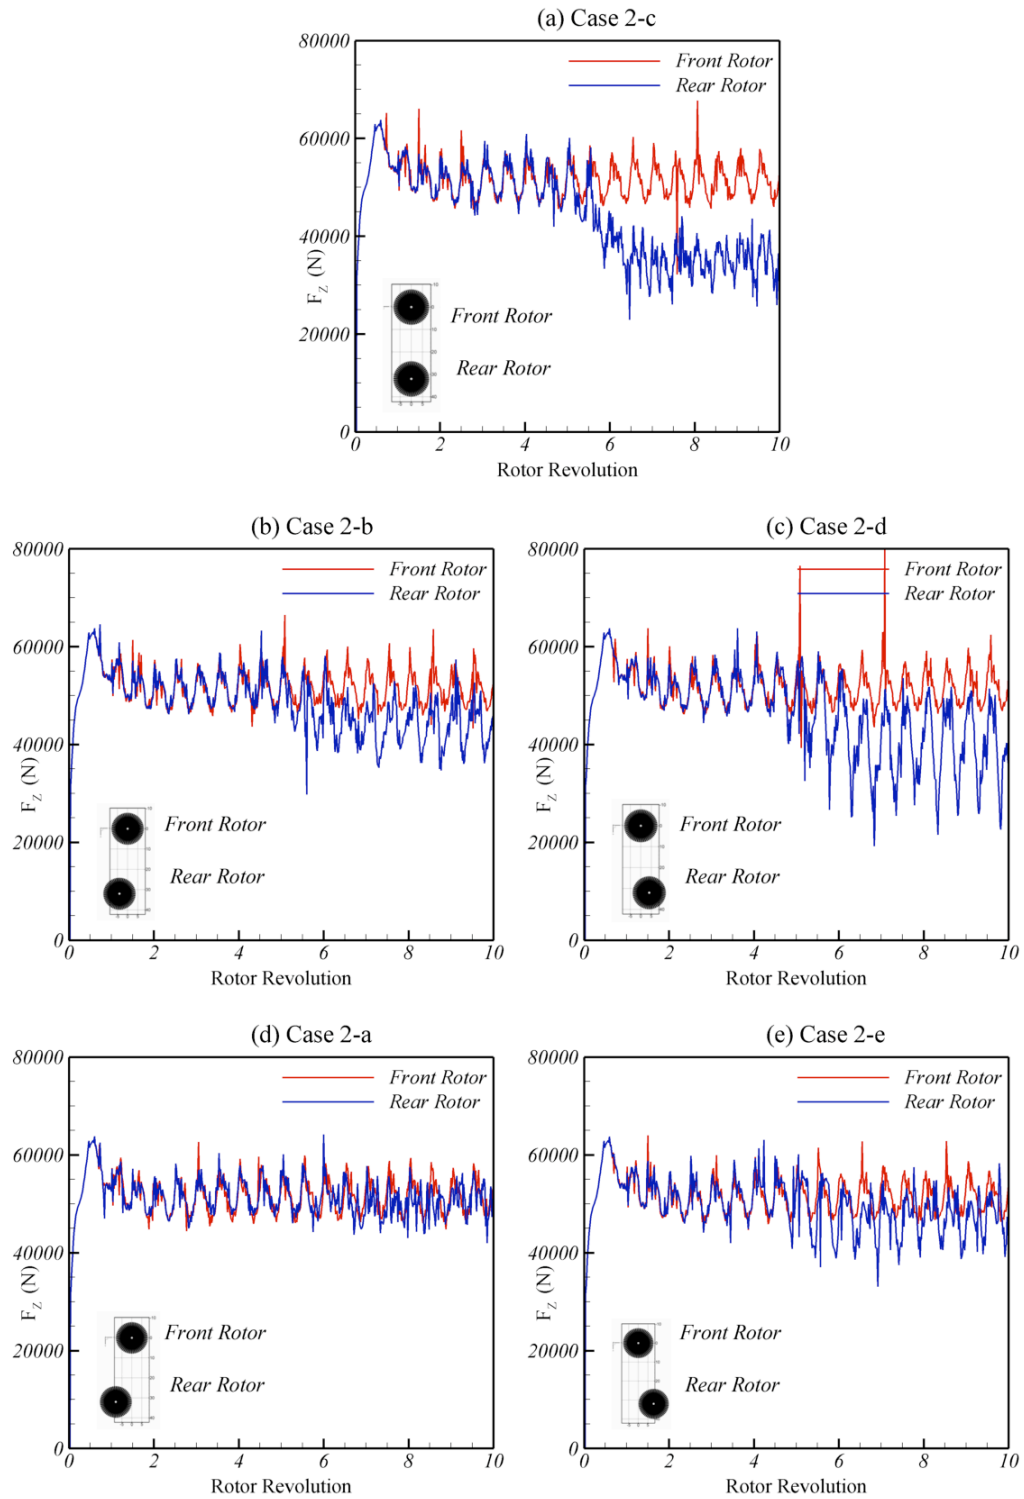 (a) Case 2-c
80000
Front Rotor
Rear Rotor
60000
40000
F_Z (N)
Front Rotor
20000
Rear Rotor
0
0 2 4 6 8 10
Rotor Revolution
(b) Case 2-b
80000
Front Rotor
Rear Rotor
60000
40000
F_Z (N)
Front Rotor
20000
Rear Rotor
0
0 2 4 6 8 10
Rotor Revolution
(c) Case 2-d
80000
Front Rotor
Rear Rotor
60000
40000
F_Z (N)
Front Rotor
20000
Rear Rotor
0
0 2 4 6 8 10
Rotor Revolution
(d) Case 2-a
80000
Front Rotor
Rear Rotor
60000
40000
F_Z (N)
20000
Front Rotor
Rear Rotor
0
0 2 4 6 8 10
Rotor Revolution
(e) Case 2-e
80000
Front Rotor
Rear Rotor
60000
40000
F_Z (N)
20000
Front Rotor
Rear Rotor
0
0 2 4 6 8 10
Rotor Revolution